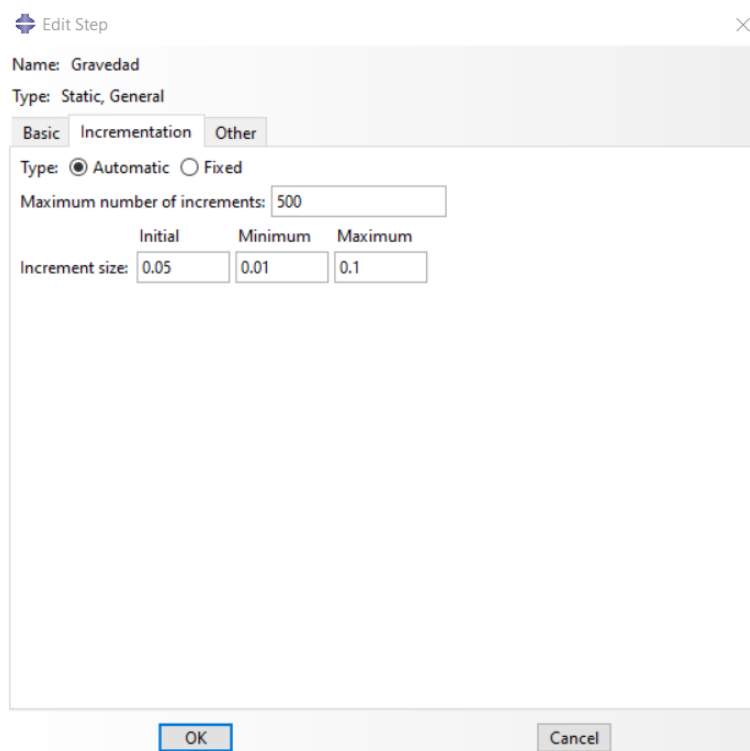 Edit Step
Name: Gravedad
Type: Static, General
Basic Incrementation Other
Type: Automatic Fixed
Maximum number of increments: 500
Initial Minimum Maximum
Increment size: 0.05 0.01 0.1
OK Cancel